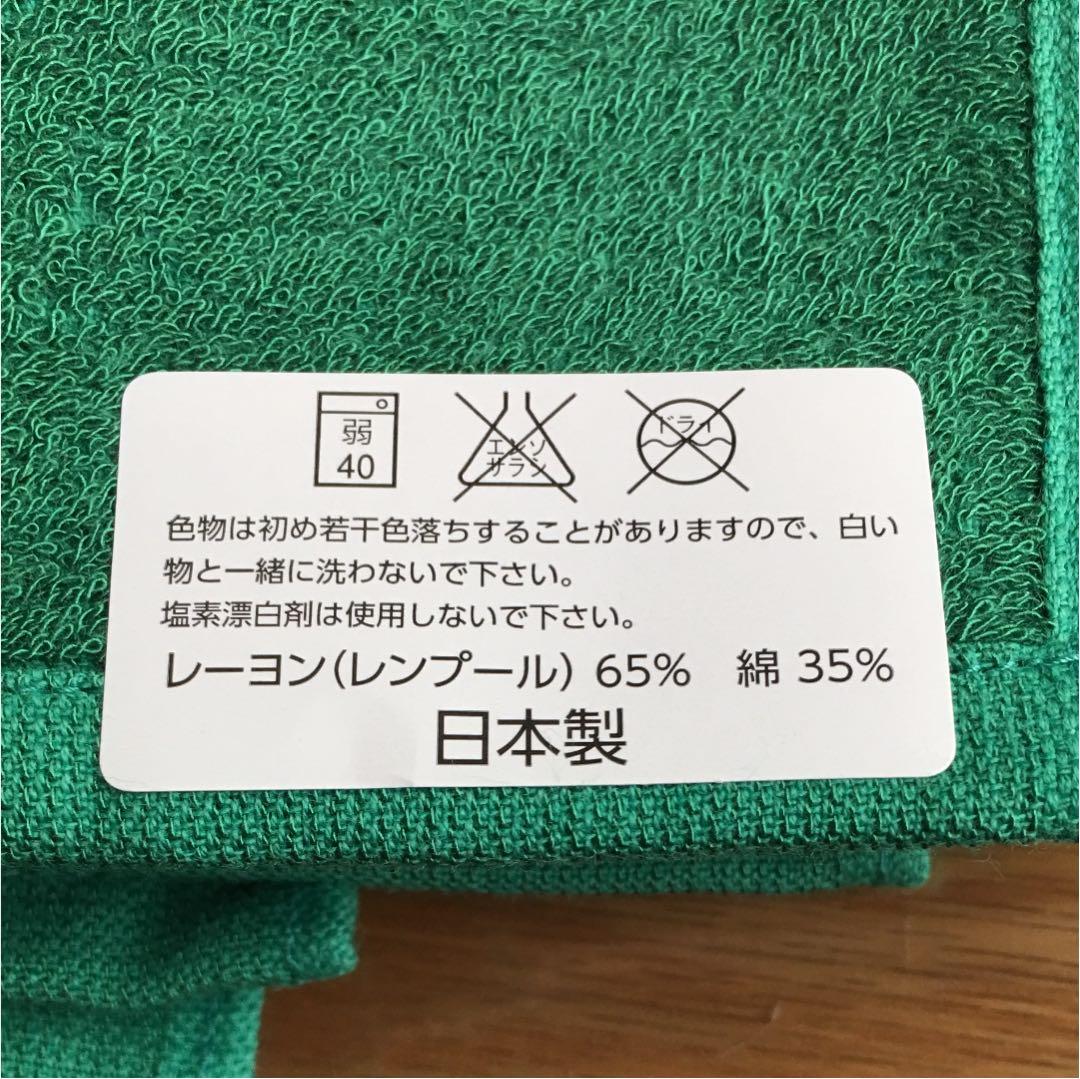 弱
40
エンソ
サラシ
ドライ
色物は初め若干色落ちすることがありますので、白い
物と一緒に洗わないで下さい。
塩素漂白剤は使用しないで下さい。
レーヨン(レンプール) 65%　綿 35%
日本製